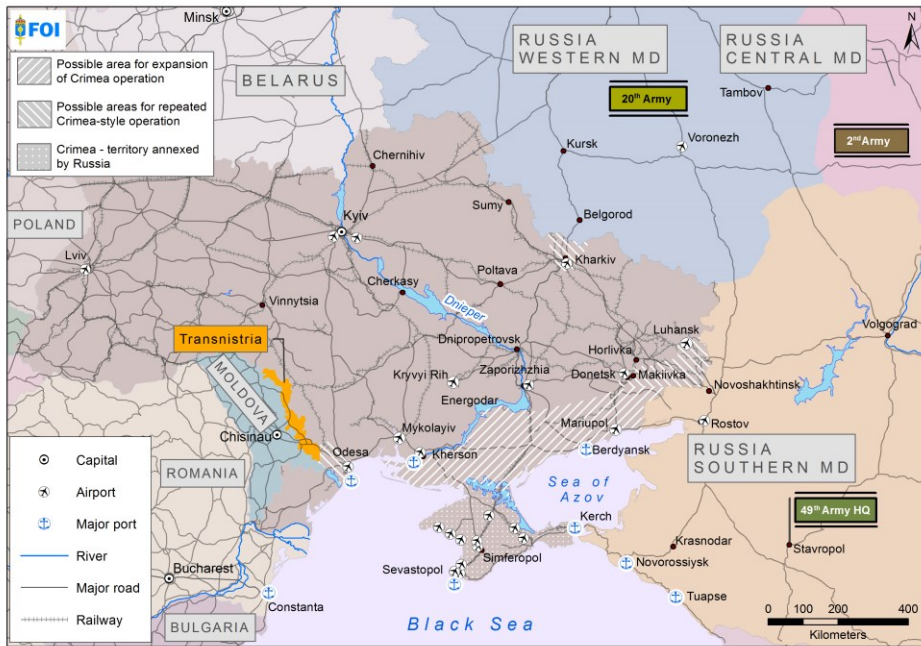 FOI
Possible area for expansion
of Crimea operation
Possible areas for repeated
Crimea-style operation
Crimea - territory annexed
by Russia
Minsk
BELARUS
RUSSIA
WESTERN MD
RUSSIA
CENTRAL MD
N
20th Army
2nd Army
Tambov
Voronezh
Kursk
Chernihiv
Sumy
Belgorod
POLAND
Kyiv
Lviv
Kharkiv
Poltava
Cherkasy
Vinnytsia
Dnieper
Luhansk
Volgograd
Transnistria
Dnipropetrovsk
Horlivka
Kryvyi Rih
Zaporizhzhia
Donetsk
Makiivka
Novoshakhtinsk
MOLDOVA
Energodar
Mariupol
Rostov
Chisinau
Mykolayiv
Odesa
Kherson
Berdyansk
RUSSIA
SOUTHERN MD
Capital
Airport
Major port
River
Major road
Railway
ROMANIA
Sea of
Azov
49th Army HQ
Kerch
Krasnodar
Stavropol
Simferopol
Sevastopol
Novorossiysk
Bucharest
Constanta
Tuapse
BULGARIA
Black Sea
0 100 200 400
Kilometers